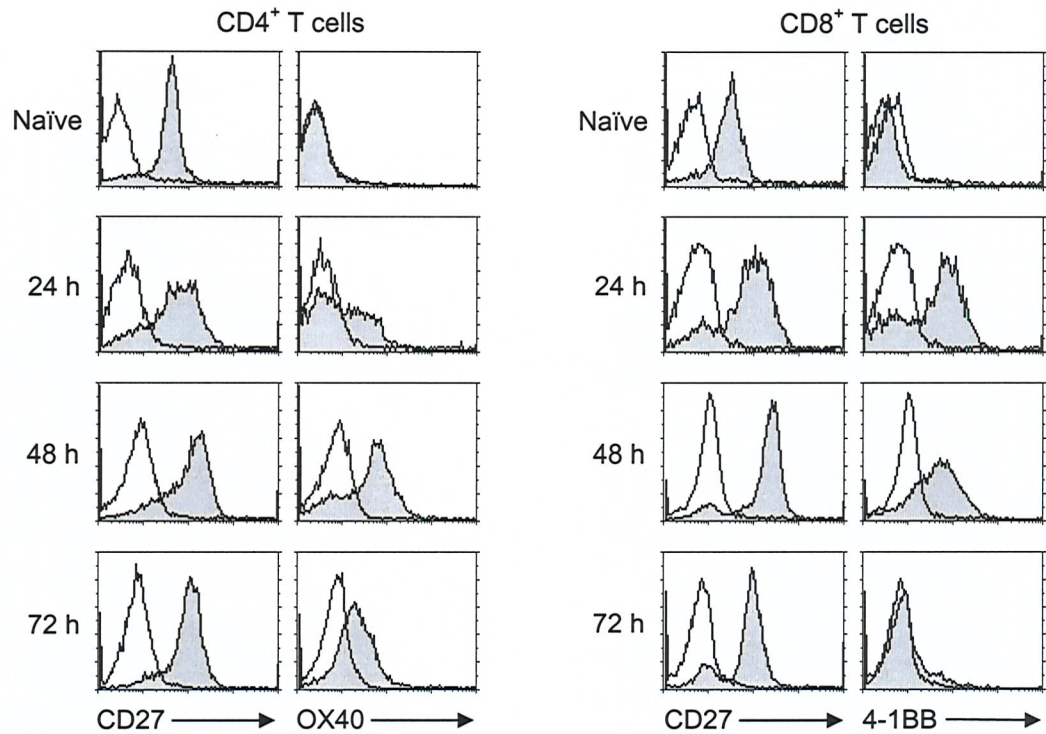 CD4⁺ T cells
CD8⁺ T cells
Naïve
Naïve
24 h
24 h
48 h
48 h
72 h
72 h
CD27
OX40
CD27
4-1BB